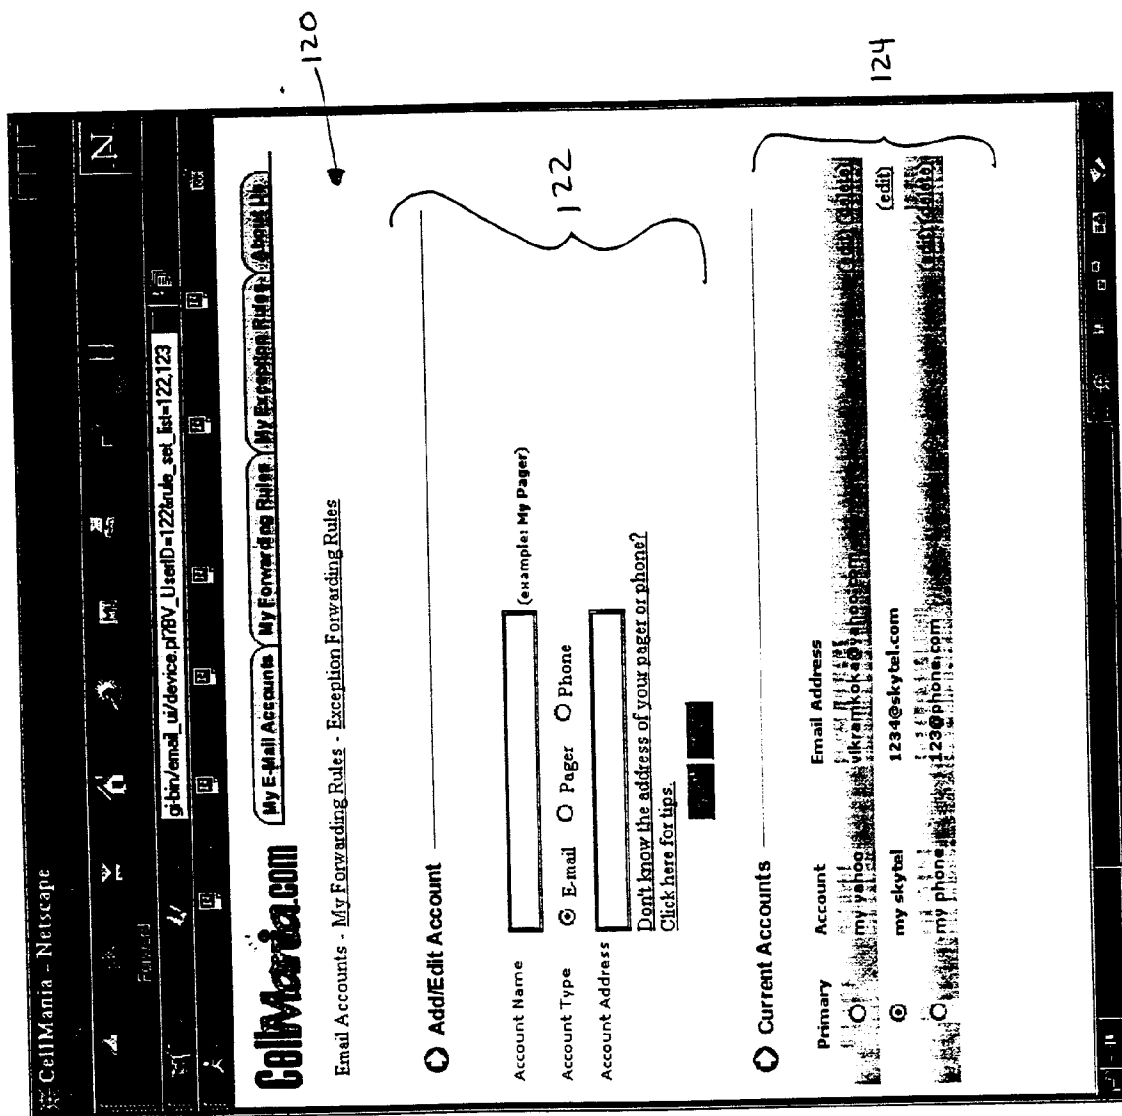 CellMania - Netscape
Forward
gi-bin/email_ui/device.pl?BV_UserID=122&rule_set_list=122,123
CellMania.com
My E-Mail Accounts My Forwarding Rules My Exception Rules About Us
Email Accounts - My Forwarding Rules - Exception Forwarding Rules
120
Add/Edit Account
Account Name (example: My Pager)
Account Type E-mail Pager Phone
Account Address
Don't know the address of your pager or phone?
Click here for tips.
122
Current Accounts
Primary Account Email Address
my yahoo vikramkoka@yahoo.com (edit) (delete)
my skytel 1234@skytel.com (edit)
my phone 123@phone.com (edit) (delete)
124